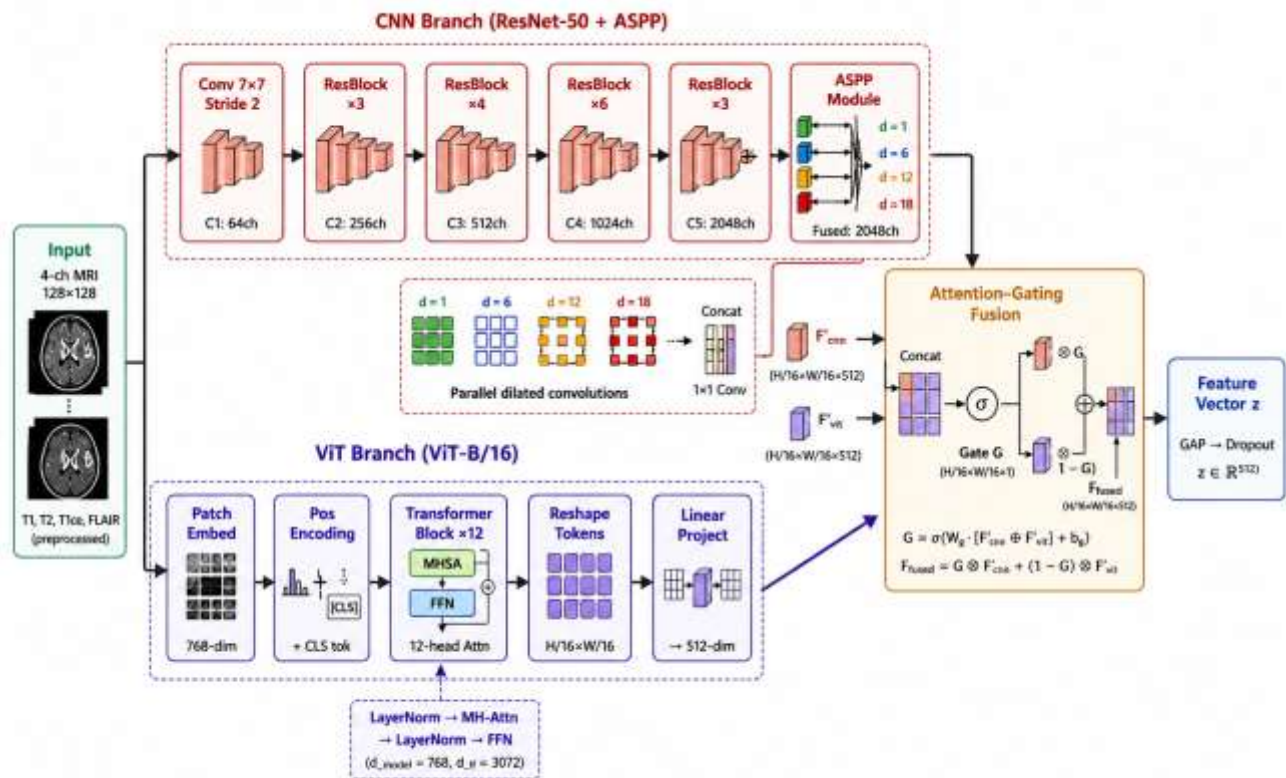 CNN Branch (ResNet-50 + ASPP)
Conv 7×7
Stride 2
C1: 64ch
ResBlock
×3
C2: 256ch
ResBlock
×4
C3: 512ch
ResBlock
×6
C4: 1024ch
ResBlock
×3
C5: 2048ch
ASPP
Module
d = 1
d = 6
d = 12
d = 18
Fused: 2048ch
Input
4-ch MRI
128×128
T1, T2, T1ce, FLAIR
(preprocessed)
d = 1
d = 6
d = 12
d = 18
Concat
1×1 Conv
Parallel dilated convolutions
F'cnn
(H/16×W/16×512)
F'vit
(H/16×W/16×512)
Attention-Gating
Fusion
Concat
σ
Gate G
(H/16×W/16×1)
⊗ G
⊗
1 − G)
Ffused
(H/16×W/16×512)
G = σ(Wg · [F'cnn ⊕ F'vit] + bg)
Ffused = G ⊗ F'cnn + (1 − G) ⊗ F'vit
Feature
Vector z
GAP → Dropout
z ∈ ℝ⁵¹²⁾
ViT Branch (ViT-B/16)
Patch
Embed
768-dim
Pos
Encoding
[CLS]
+ CLS tok
Transformer
Block ×12
MHSA
FFN
12-head Attn
Reshape
Tokens
H/16×W/16
Linear
Project
→ 512-dim
LayerNorm → MH-Attn
→ LayerNorm → FFN
(d_model = 768, d_ff = 3072)